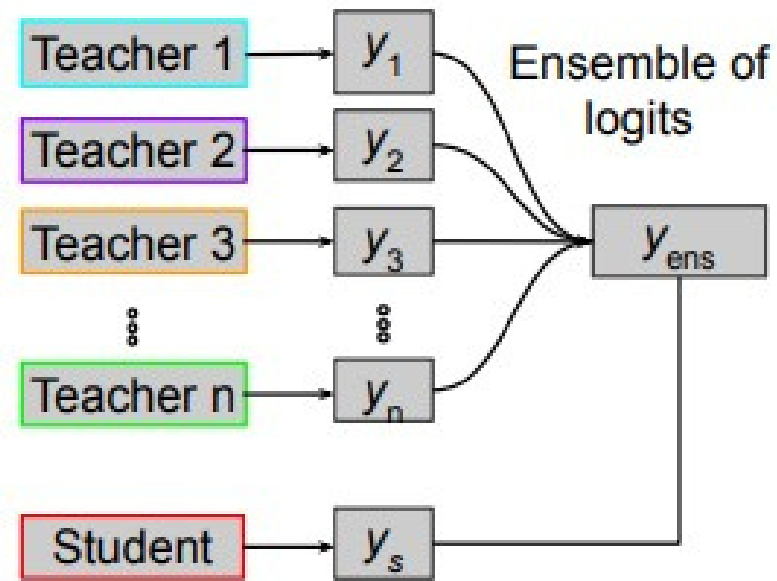 Teacher 1
y1
Ensemble of
logits
Teacher 2
y2
Teacher 3
y3
yens
Teacher n
yn
Student
ys